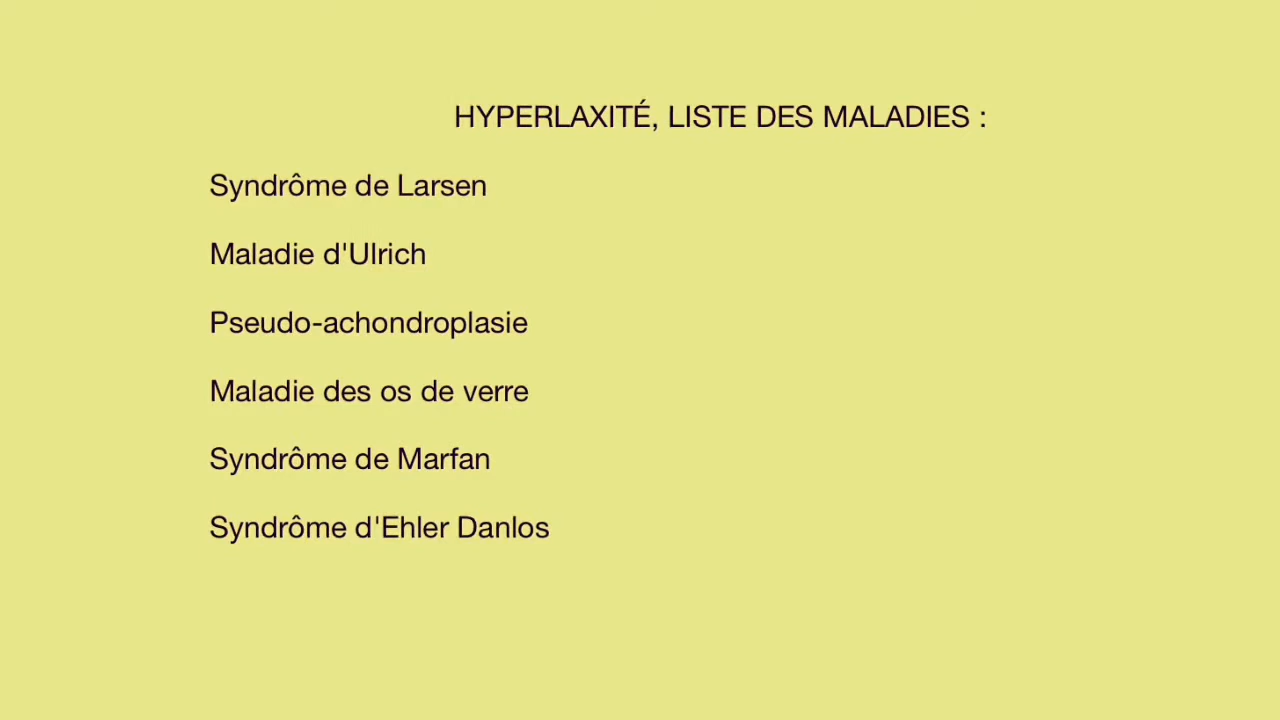 HYPERLAXITÉ, LISTE DES MALADIES :
Syndrôme de Larsen
Maladie d'Ulrich
Pseudo-achondroplasie
Maladie des os de verre
Syndrôme de Marfan
Syndrôme d'Ehler Danlos